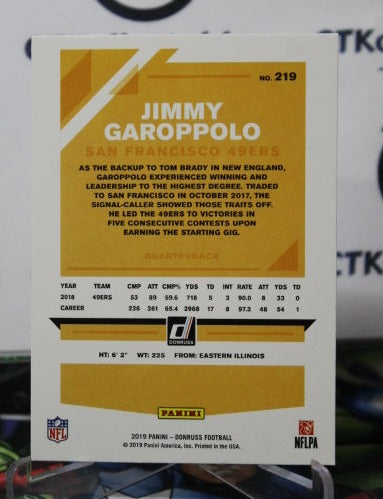 CTKo
NO. 219
JIMMY
GAROPPOLO
SAN FRANCISCO 49ERS
AS THE BACKUP TO TOM BRADY IN NEW ENGLAND,
GAROPPOLO EXPERIENCED WINNING AND
LEADERSHIP TO THE HIGHEST DEGREE. TRADED
TO SAN FRANCISCO IN OCTOBER 2017, THE
SIGNAL-CALLER SHOWED THOSE TRAITS OFF.
HE LED THE 49ERS TO VICTORIES IN
FIVE CONSECUTIVE CONTESTS UPON
EARNING THE STARTING GIG.
QUARTERBACK
YEAR TEAM CMP ATT CMP% YDS TD INT RATE ATT YDS TD
2018 49ERS 53 89 59.6 718 5 3 90.0 8 33 0
CAREER 236 361 65.4 2968 17 8 97.3 48 54 1
DONRUSS
HT: 6' 2" WT: 225 FROM: EASTERN ILLINOIS
NFL
PANINI
NFLPA
2019 PANINI – DONRUSS FOOTBALL
© 2019 Panini America, Inc. Printed in the USA.